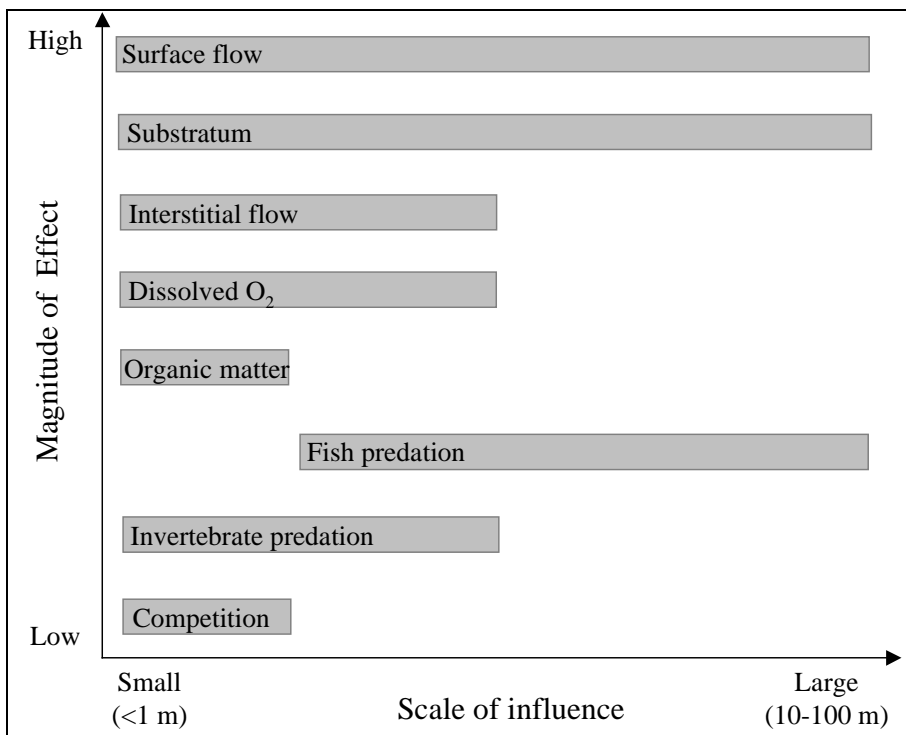 High
Surface flow
Substratum
Interstitial flow
Dissolved O₂
Organic matter
Fish predation
Invertebrate predation
Competition
Low
Magnitude of Effect
Small
(<1 m)
Scale of influence
Large
(10-100 m)